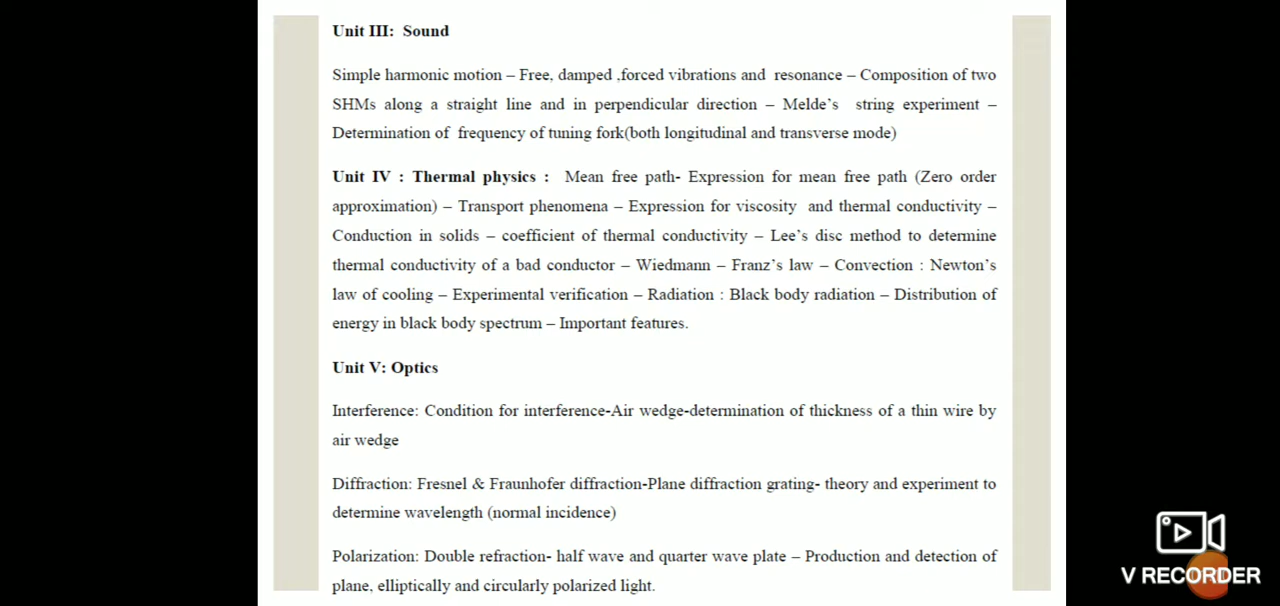 Unit III: Sound
Simple harmonic motion – Free, damped ,forced vibrations and resonance – Composition of two
SHMs along a straight line and in perpendicular direction – Melde’s string experiment –
Determination of frequency of tuning fork(both longitudinal and transverse mode)
Unit IV : Thermal physics : Mean free path- Expression for mean free path (Zero order
approximation) – Transport phenomena – Expression for viscosity and thermal conductivity –
Conduction in solids – coefficient of thermal conductivity – Lee’s disc method to determine
thermal conductivity of a bad conductor – Wiedmann – Franz’s law – Convection : Newton’s
law of cooling – Experimental verification – Radiation : Black body radiation – Distribution of
energy in black body spectrum – Important features.
Unit V: Optics
Interference: Condition for interference-Air wedge-determination of thickness of a thin wire by
air wedge
Diffraction: Fresnel & Fraunhofer diffraction-Plane diffraction grating- theory and experiment to
determine wavelength (normal incidence)
Polarization: Double refraction- half wave and quarter wave plate – Production and detection of
plane, elliptically and circularly polarized light.
V RECORDER